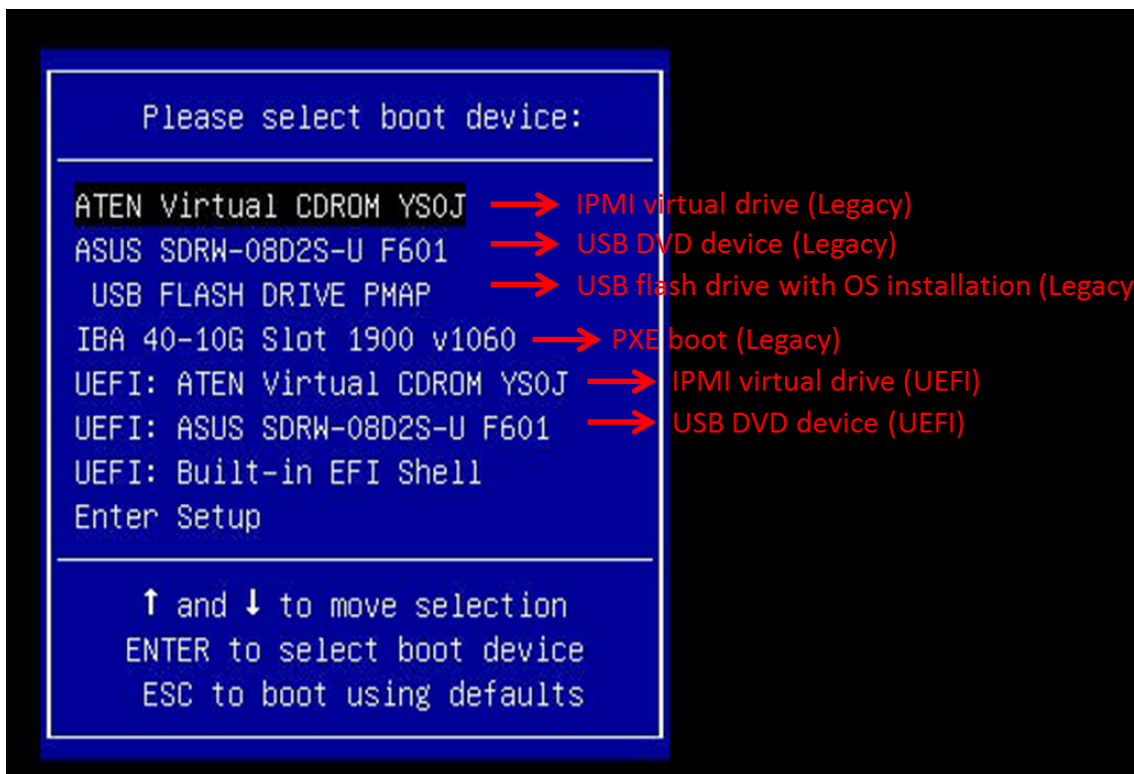 Please select boot device:
ATEN Virtual CDROM YS0J → IPMI virtual drive (Legacy)
ASUS SDRW-08D2S-U F601 → USB DVD device (Legacy)
USB FLASH DRIVE PMAP → USB flash drive with OS installation (Legacy
IBA 40-10G Slot 1900 v1060 → PXE boot (Legacy)
UEFI: ATEN Virtual CDROM YS0J → IPMI virtual drive (UEFI)
UEFI: ASUS SDRW-08D2S-U F601 → USB DVD device (UEFI)
UEFI: Built-in EFI Shell
Enter Setup
↑ and ↓ to move selection
ENTER to select boot device
ESC to boot using defaults